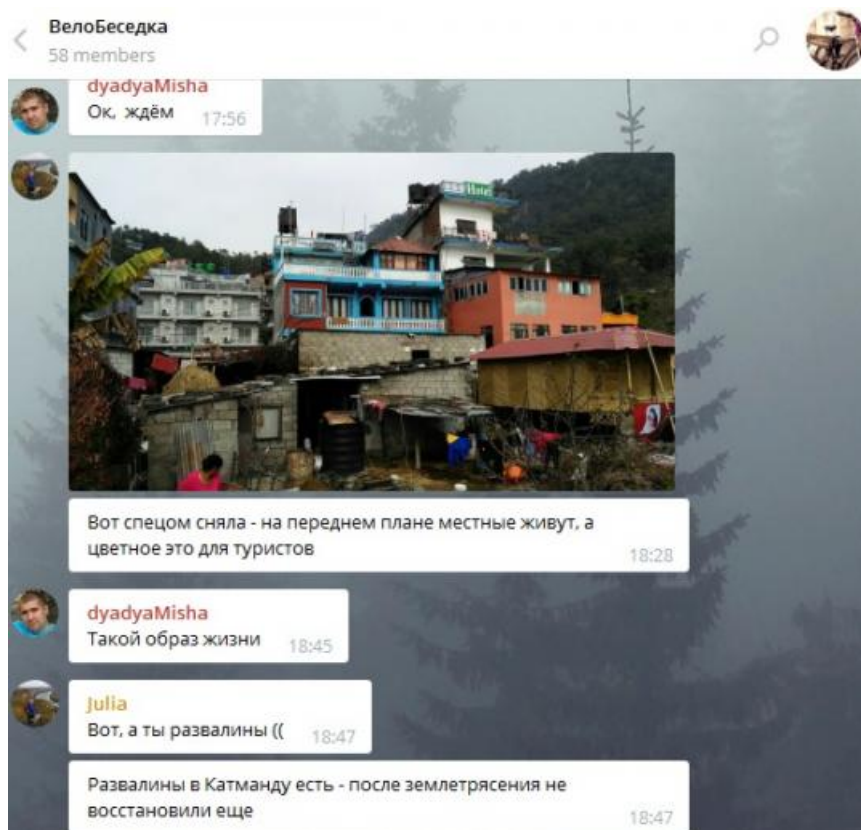 ВелоБеседка
58 members
dyadyaMisha
Ок, ждём 17:56
Hotel
Вот спецом сняла - на переднем плане местные живут, а
цветное это для туристов 18:28
dyadyaMisha
Такой образ жизни 18:45
Julia
Вот, а ты развалины (( 18:47
Развалины в Катманду есть - после землетрясения не
восстановили еще 18:47